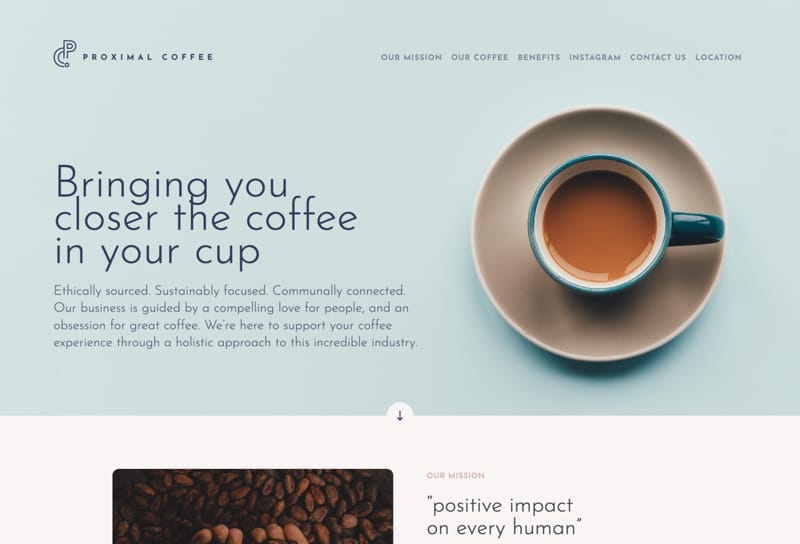 PROXIMAL COFFEE
OUR MISSION OUR COFFEE BENEFITS INSTAGRAM CONTACT US LOCATION
Bringing you
closer the coffee
in your cup
Ethically sourced. Sustainably focused. Communally connected.
Our business is guided by a compelling love for people, and an
obsession for great coffee. We're here to support your coffee
experience through a holistic approach to this incredible industry.
OUR MISSION
"positive impact
on every human"